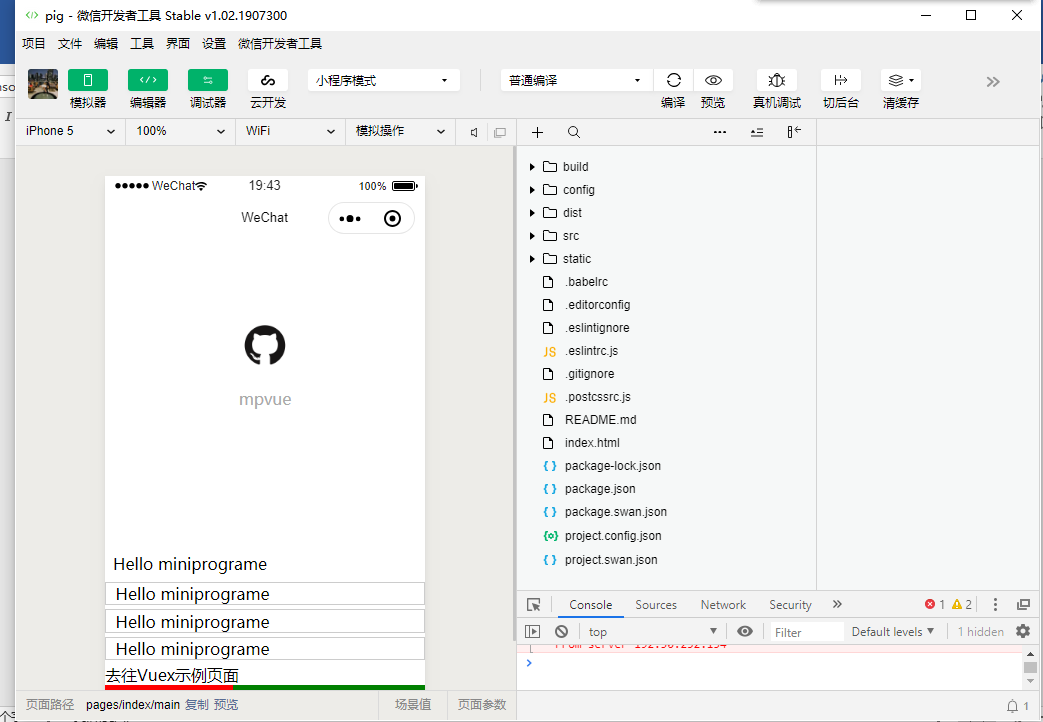 pig - 微信开发者工具 Stable v1.02.1907300
项目 文件 编辑 工具 界面 设置 微信开发者工具
模拟器 编辑器 调试器 云开发 小程序模式 普通编译 编译 预览 真机调试 切后台 清缓存
iPhone 5 100% WiFi 模拟操作
WeChat 19:43 100%
WeChat
mpvue
Hello miniprograme
Hello miniprograme
Hello miniprograme
Hello miniprograme
去往Vuex示例页面
页面路径 pages/index/main 复制 预览 场景值 页面参数
build
config
dist
src
static
.babelrc
.editorconfig
.eslintignore
JS .eslintrc.js
.gitignore
JS .postcssrc.js
README.md
index.html
{ } package-lock.json
{ } package.json
{ } package.swan.json
{o} project.config.json
{ } project.swan.json
Console Sources Network Security 1 2
top Filter Default levels 1 hidden
1